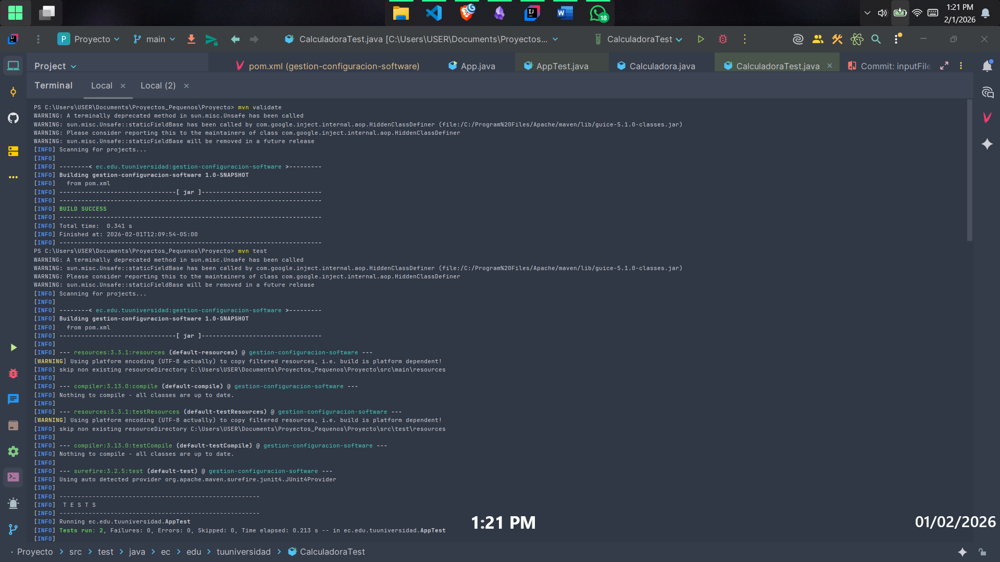 1:21 PM
2/1/2026
18
P Proyecto
main
CalculadoraTest.java [C:\Users\USER\Documents\Proyectos...
CalculadoraTest
Project
pom.xml (gestion-configuracion-software)
App.java
AppTest.java
Calculadora.java
CalculadoraTest.java
Commit: inputFile
Terminal
Local
Local (2)
PS C:\Users\USER\Documents\Proyectos_Pequenos\Proyecto> mvn validate
WARNING: A terminally deprecated method in sun.misc.Unsafe has been called
WARNING: sun.misc.Unsafe::staticFieldBase has been called by com.google.inject.internal.aop.HiddenClassDefiner (file:/C:/Program%20Files/Apache/maven/lib/guice-5.1.0-classes.jar)
WARNING: Please consider reporting this to the maintainers of class com.google.inject.internal.aop.HiddenClassDefiner
WARNING: sun.misc.Unsafe::staticFieldBase will be removed in a future release
[INFO] Scanning for projects...
[INFO]
[INFO] --------< ec.edu.tuuniversidad:gestion-configuracion-software >---------
[INFO] Building gestion-configuracion-software 1.0-SNAPSHOT
[INFO]   from pom.xml
[INFO] --------------------------------[ jar ]---------------------------------
[INFO] ------------------------------------------------------------------------
[INFO] BUILD SUCCESS
[INFO] ------------------------------------------------------------------------
[INFO] Total time:  0.341 s
[INFO] Finished at: 2026-02-01T12:09:54-05:00
[INFO] ------------------------------------------------------------------------
PS C:\Users\USER\Documents\Proyectos_Pequenos\Proyecto> mvn test
WARNING: A terminally deprecated method in sun.misc.Unsafe has been called
WARNING: sun.misc.Unsafe::staticFieldBase has been called by com.google.inject.internal.aop.HiddenClassDefiner (file:/C:/Program%20Files/Apache/maven/lib/guice-5.1.0-classes.jar)
WARNING: Please consider reporting this to the maintainers of class com.google.inject.internal.aop.HiddenClassDefiner
WARNING: sun.misc.Unsafe::staticFieldBase will be removed in a future release
[INFO] Scanning for projects...
[INFO]
[INFO] --------< ec.edu.tuuniversidad:gestion-configuracion-software >---------
[INFO] Building gestion-configuracion-software 1.0-SNAPSHOT
[INFO]   from pom.xml
[INFO] --------------------------------[ jar ]---------------------------------
[INFO]
[INFO] --- resources:3.3.1:resources (default-resources) @ gestion-configuracion-software ---
[WARNING] Using platform encoding (UTF-8 actually) to copy filtered resources, i.e. build is platform dependent!
[INFO] skip non existing resourceDirectory C:\Users\USER\Documents\Proyectos_Pequenos\Proyecto\src\main\resources
[INFO]
[INFO] --- compiler:3.13.0:compile (default-compile) @ gestion-configuracion-software ---
[INFO] Nothing to compile - all classes are up to date.
[INFO]
[INFO] --- resources:3.3.1:testResources (default-testResources) @ gestion-configuracion-software ---
[WARNING] Using platform encoding (UTF-8 actually) to copy filtered resources, i.e. build is platform dependent!
[INFO] skip non existing resourceDirectory C:\Users\USER\Documents\Proyectos_Pequenos\Proyecto\src\test\resources
[INFO]
[INFO] --- compiler:3.13.0:testCompile (default-testCompile) @ gestion-configuracion-software ---
[INFO] Nothing to compile - all classes are up to date.
[INFO]
[INFO] --- surefire:3.2.5:test (default-test) @ gestion-configuracion-software ---
[INFO] Using auto detected provider org.apache.maven.surefire.junit4.JUnit4Provider
[INFO]
[INFO] -------------------------------------------------------
[INFO]  T E S T S
[INFO] -------------------------------------------------------
[INFO] Running ec.edu.tuuniversidad.AppTest
[INFO] Tests run: 2, Failures: 0, Errors: 0, Skipped: 0, Time elapsed: 0.213 s -- in ec.edu.tuuniversidad.AppTest
[INFO]
1:21 PM
01/02/2026
Proyecto > src > test > java > ec > edu > tuuniversidad > CalculadoraTest